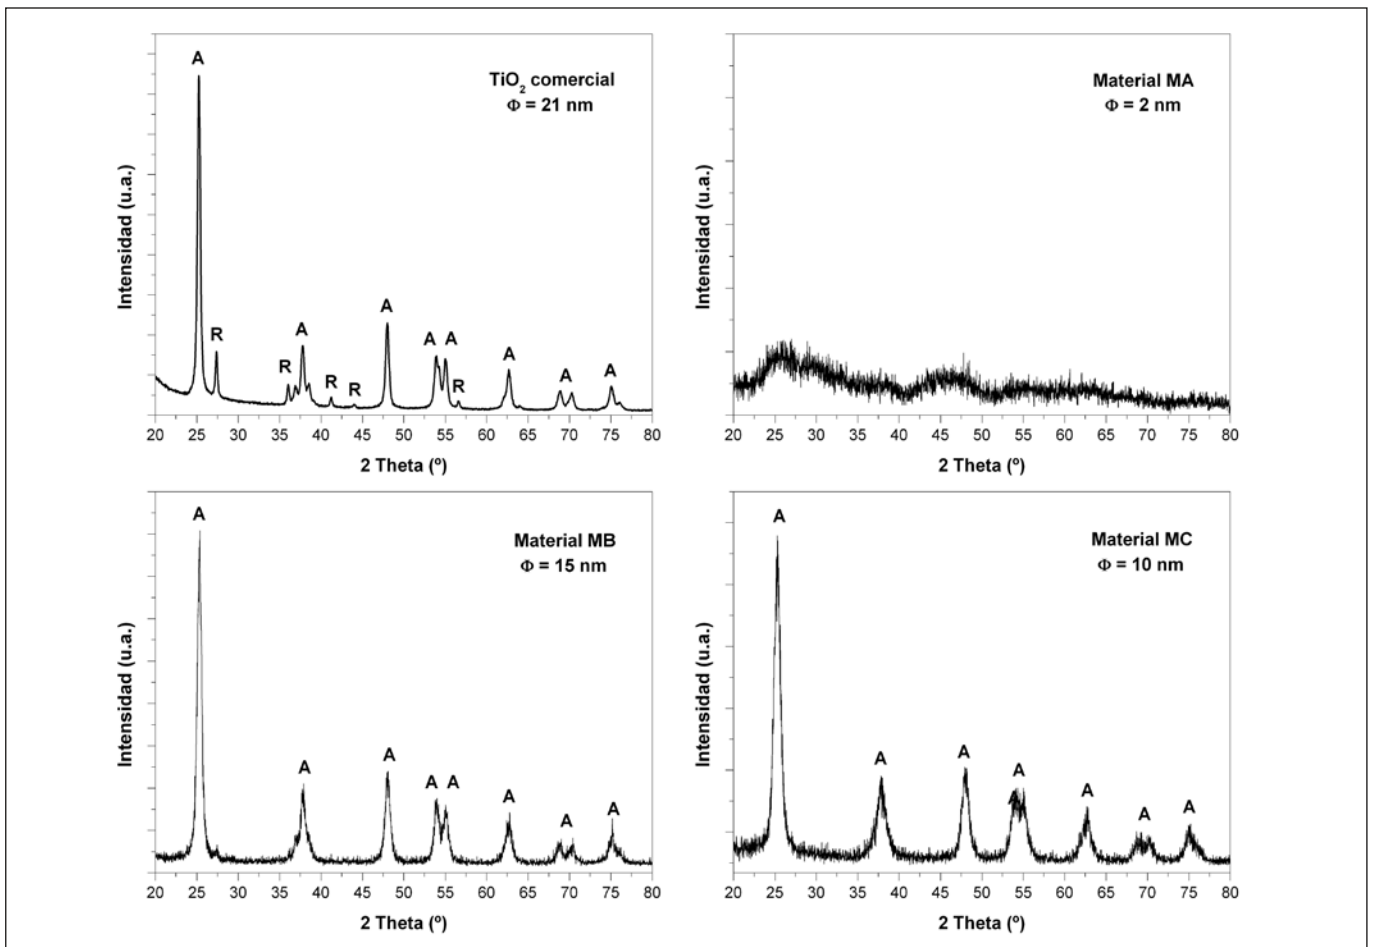 A
TiO2 comercial
Φ = 21 nm
R
R
A
R
R
A
A
A
R
A
A
A
Intensidad (u.a.)
20 25 30 35 40 45 50 55 60 65 70 75 80
2 Theta (º)
Material MA
Φ = 2 nm
Intensidad (u.a.)
20 25 30 35 40 45 50 55 60 65 70 75 80
2 Theta (º)
A
Material MB
Φ = 15 nm
A
A
A
A
A
A
A
Intensidad (u.a.)
20 25 30 35 40 45 50 55 60 65 70 75 80
2 Theta (º)
A
Material MC
Φ = 10 nm
A
A
A
A
A
A
A
Intensidad (u.a.)
20 25 30 35 40 45 50 55 60 65 70 75 80
2 Theta (º)